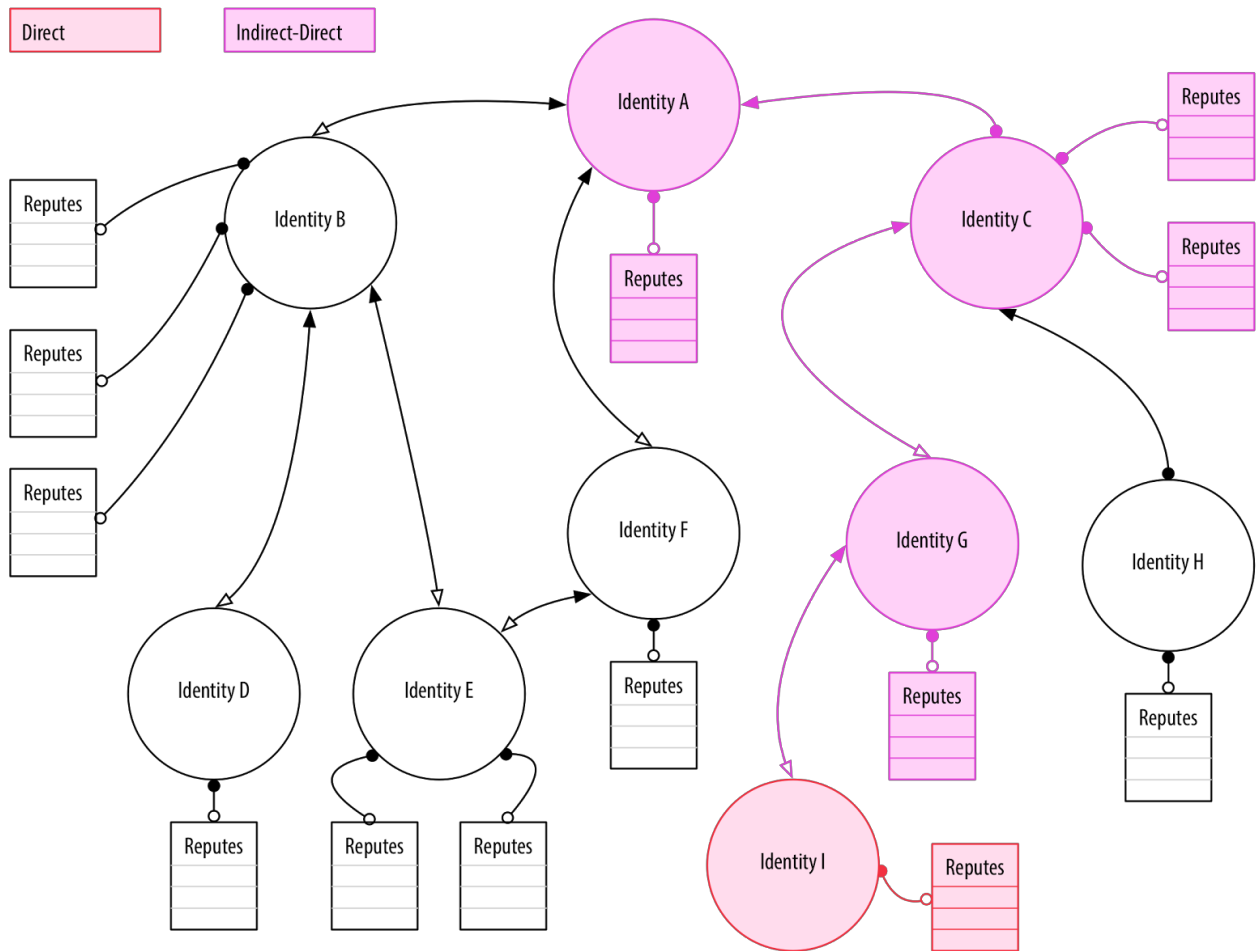 Direct
Indirect-Direct
Identity A
Reputes
Identity B
Identity C
Reputes
Reputes
Reputes
Reputes
Reputes
Identity F
Identity G
Identity H
Identity D
Identity E
Reputes
Reputes
Reputes
Reputes
Reputes
Reputes
Identity I
Reputes